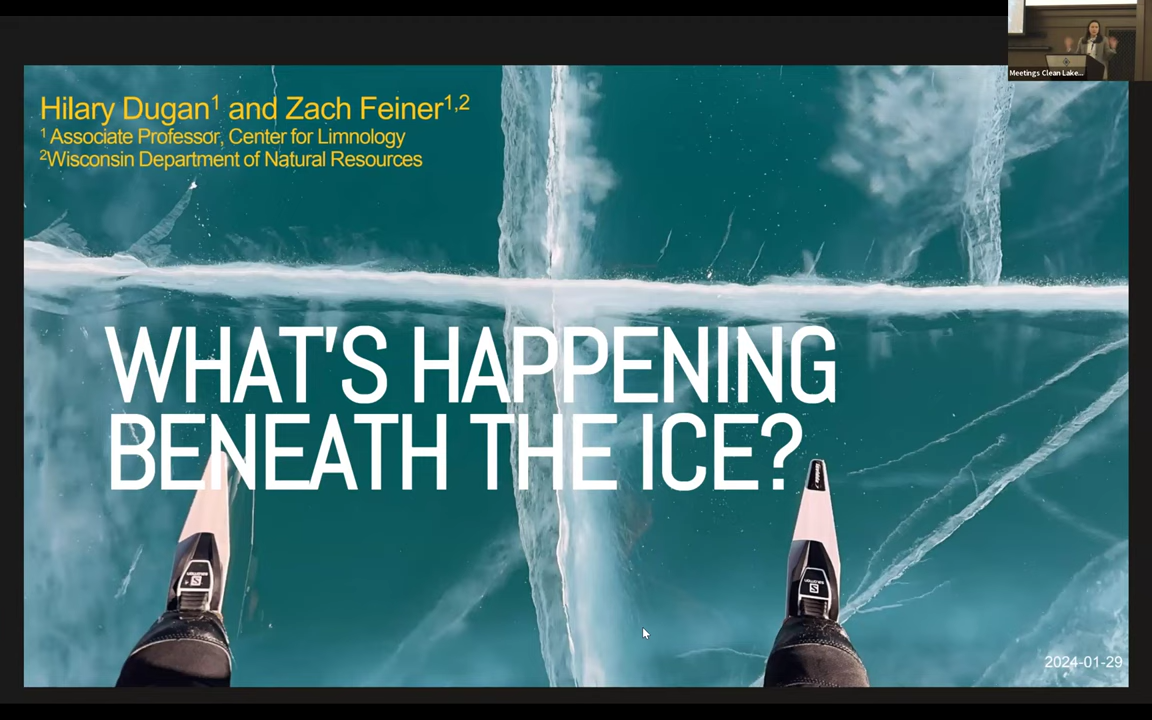 Meetings Clean Lake...
Hilary Dugan1 and Zach Feiner1,2
1 Associate Professor, Center for Limnology
2Wisconsin Department of Natural Resources
WHAT'S HAPPENING
BENEATH THE ICE?
2024-01-29